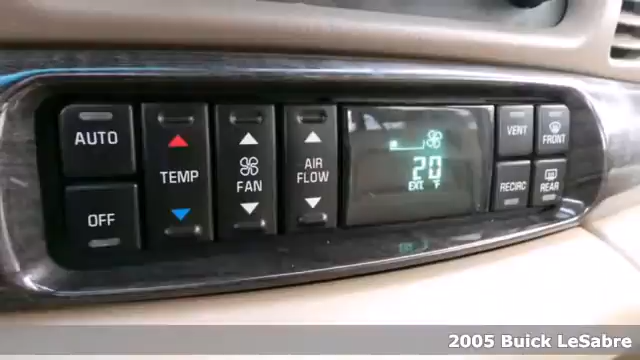 AUTO
OFF
TEMP
FAN
AIR
FLOW
20
EXT. °F
VENT
FRONT
RECIRC
REAR
2005 Buick LeSabre